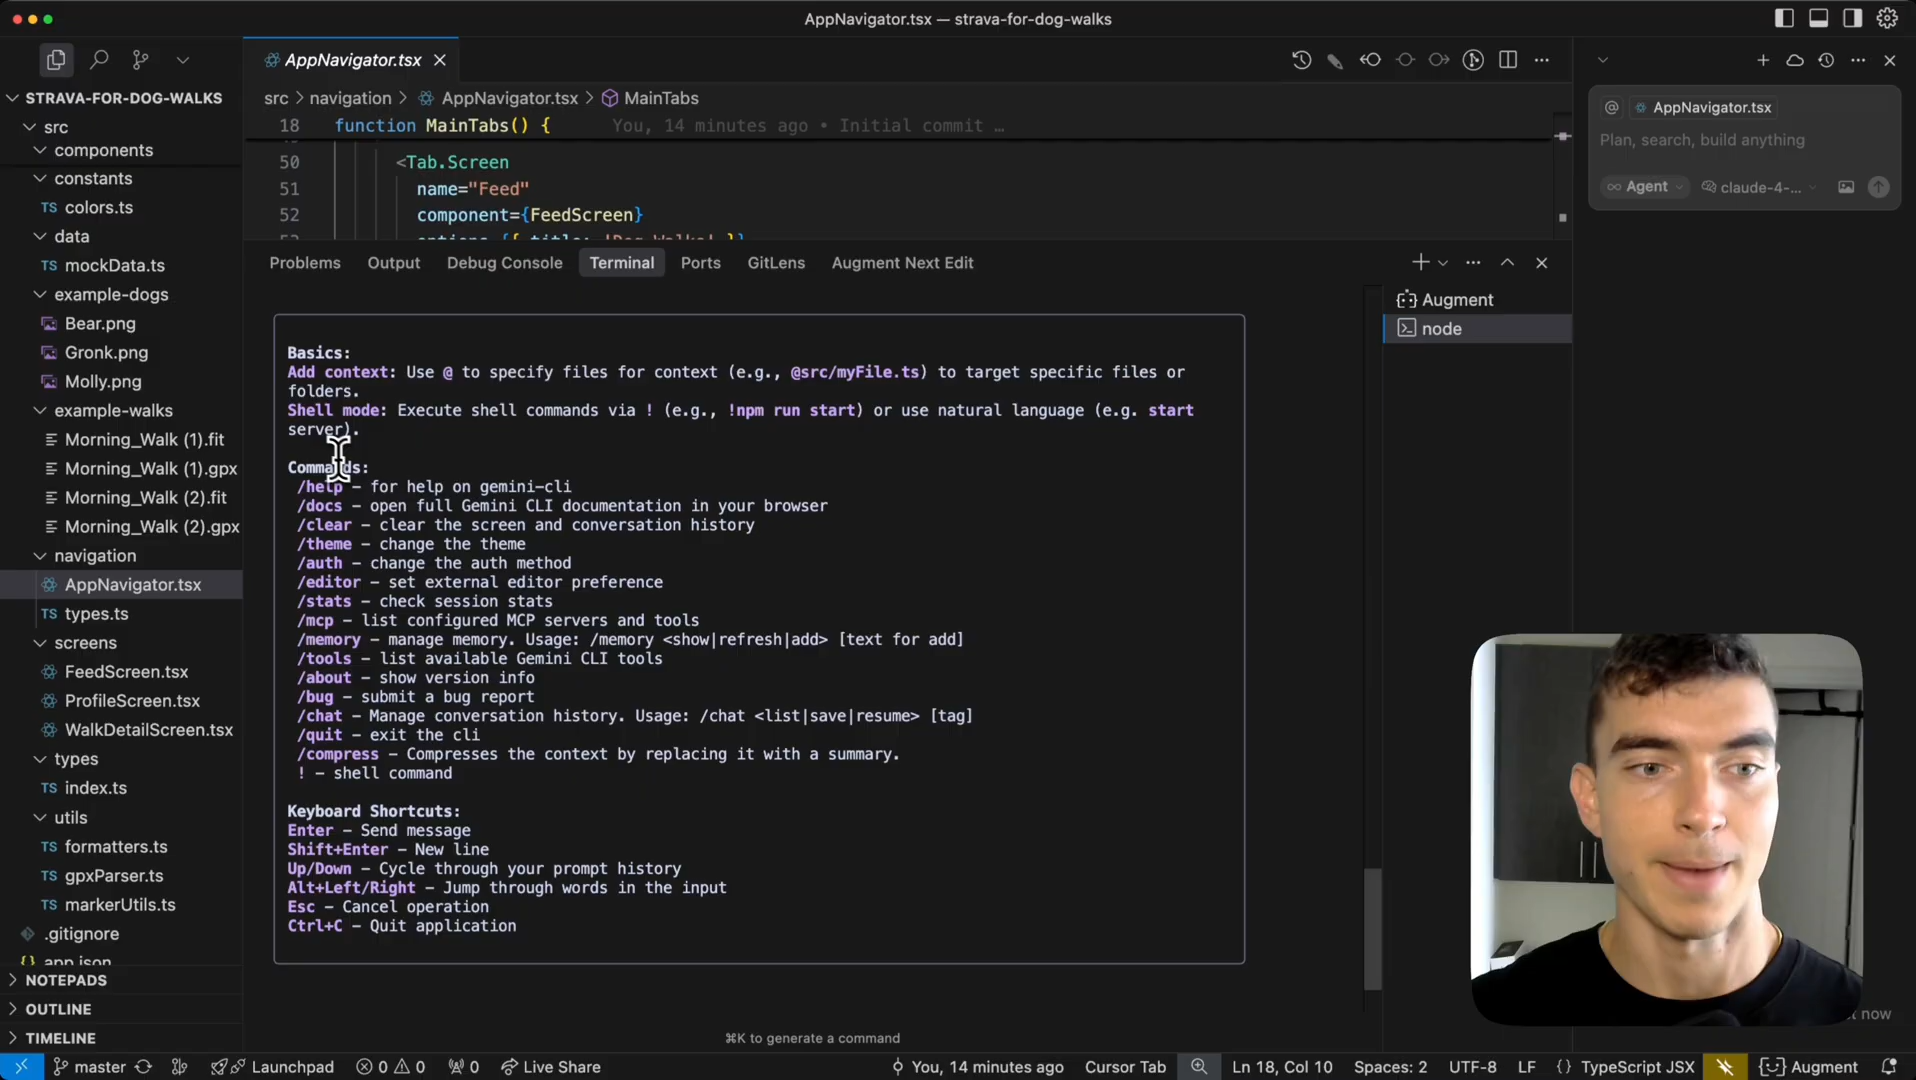 AppNavigator.tsx — strava-for-dog-walks
STRAVA-FOR-DOG-WALKS
src
components
constants
TS colors.ts
data
TS mockData.ts
example-dogs
Bear.png
Gronk.png
Molly.png
example-walks
Morning_Walk (1).fit
Morning_Walk (1).gpx
Morning_Walk (2).fit
Morning_Walk (2).gpx
navigation
AppNavigator.tsx
TS types.ts
screens
FeedScreen.tsx
ProfileScreen.tsx
WalkDetailScreen.tsx
types
TS index.ts
utils
TS formatters.ts
TS gpxParser.ts
TS markerUtils.ts
.gitignore
{} app.json
NOTEPADS
OUTLINE
TIMELINE
AppNavigator.tsx
src > navigation > AppNavigator.tsx > MainTabs
18 function MainTabs() { You, 14 minutes ago • Initial commit …
50 <Tab.Screen
51 name="Feed"
52 component={FeedScreen}
53 options={{ title: 'Dog Walks' }}
Problems Output Debug Console Terminal Ports GitLens Augment Next Edit
Basics:
Add context: Use @ to specify files for context (e.g., @src/myFile.ts) to target specific files or
folders.
Shell mode: Execute shell commands via ! (e.g., !npm run start) or use natural language (e.g. start
server).
Commands:
/help – for help on gemini-cli
/docs – open full Gemini CLI documentation in your browser
/clear – clear the screen and conversation history
/theme – change the theme
/auth – change the auth method
/editor – set external editor preference
/stats – check session stats
/mcp – list configured MCP servers and tools
/memory – manage memory. Usage: /memory <show|refresh|add> [text for add]
/tools – list available Gemini CLI tools
/about – show version info
/bug – submit a bug report
/chat – Manage conversation history. Usage: /chat <list|save|resume> [tag]
/quit – exit the cli
/compress – Compresses the context by replacing it with a summary.
! – shell command
Keyboard Shortcuts:
Enter – Send message
Shift+Enter – New line
Up/Down – Cycle through your prompt history
Alt+Left/Right – Jump through words in the input
Esc – Cancel operation
Ctrl+C – Quit application
⌘K to generate a command
Augment
node
@ AppNavigator.tsx
Plan, search, build anything
∞ Agent claude-4-...
now
master Launchpad 0 0 0 Live Share You, 14 minutes ago Cursor Tab Ln 18, Col 10 Spaces: 2 UTF-8 LF {} TypeScript JSX Augment